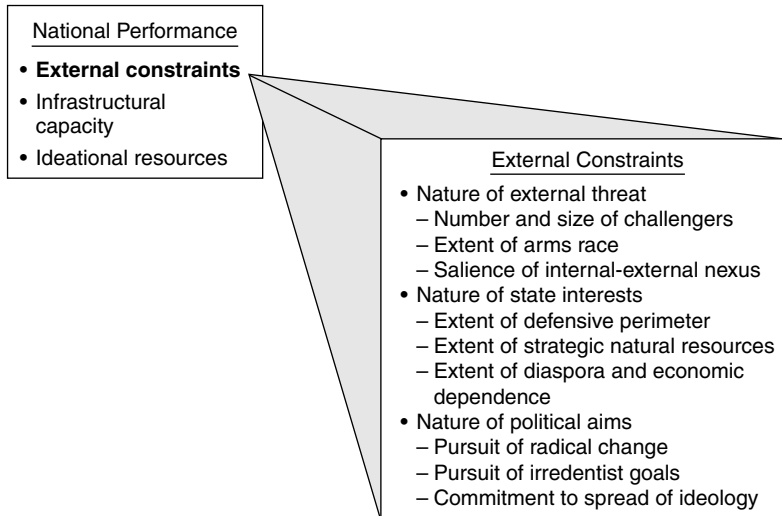 National Performance
• External constraints
• Infrastructural
capacity
• Ideational resources
External Constraints
• Nature of external threat
– Number and size of challengers
– Extent of arms race
– Salience of internal-external nexus
• Nature of state interests
– Extent of defensive perimeter
– Extent of strategic natural resources
– Extent of diaspora and economic
dependence
• Nature of political aims
– Pursuit of radical change
– Pursuit of irredentist goals
– Commitment to spread of ideology